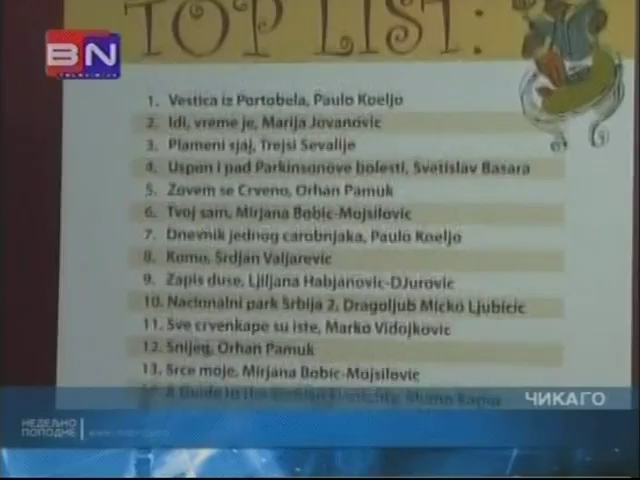 TOP LIST:
BN
TELEVIZIJA
1. Vestica iz Portobela, Paulo Koeljo
2. Idi, vreme je, Marija Jovanovic
3. Plameni sjaj, Trejsi Sevalije
4. Uspon i pad Parkinsonove bolesti, Svetislav Basara
5. Zovem se Crveno, Orhan Pamuk
6. Tvoj sam, Mirjana Bobic-Mojsilovic
7. Dnevnik jednog carobnjaka, Paulo Koeljo
8. Komo, Srdjan Valjarevic
9. Zapis duse, Ljiljana Habjanovic-DJurovic
10. Nacionalni park Srbija 2, Dragoljub Micko Ljubicic
11. Sve crvenkape su iste, Marko Vidojkovic
12. Snijeg, Orhan Pamuk
13. Srce moje, Mirjana Bobic-Mojsilovic
A Guide to the
ЧИКАГО
НЕДЕЉНО
ПОПОДНЕ